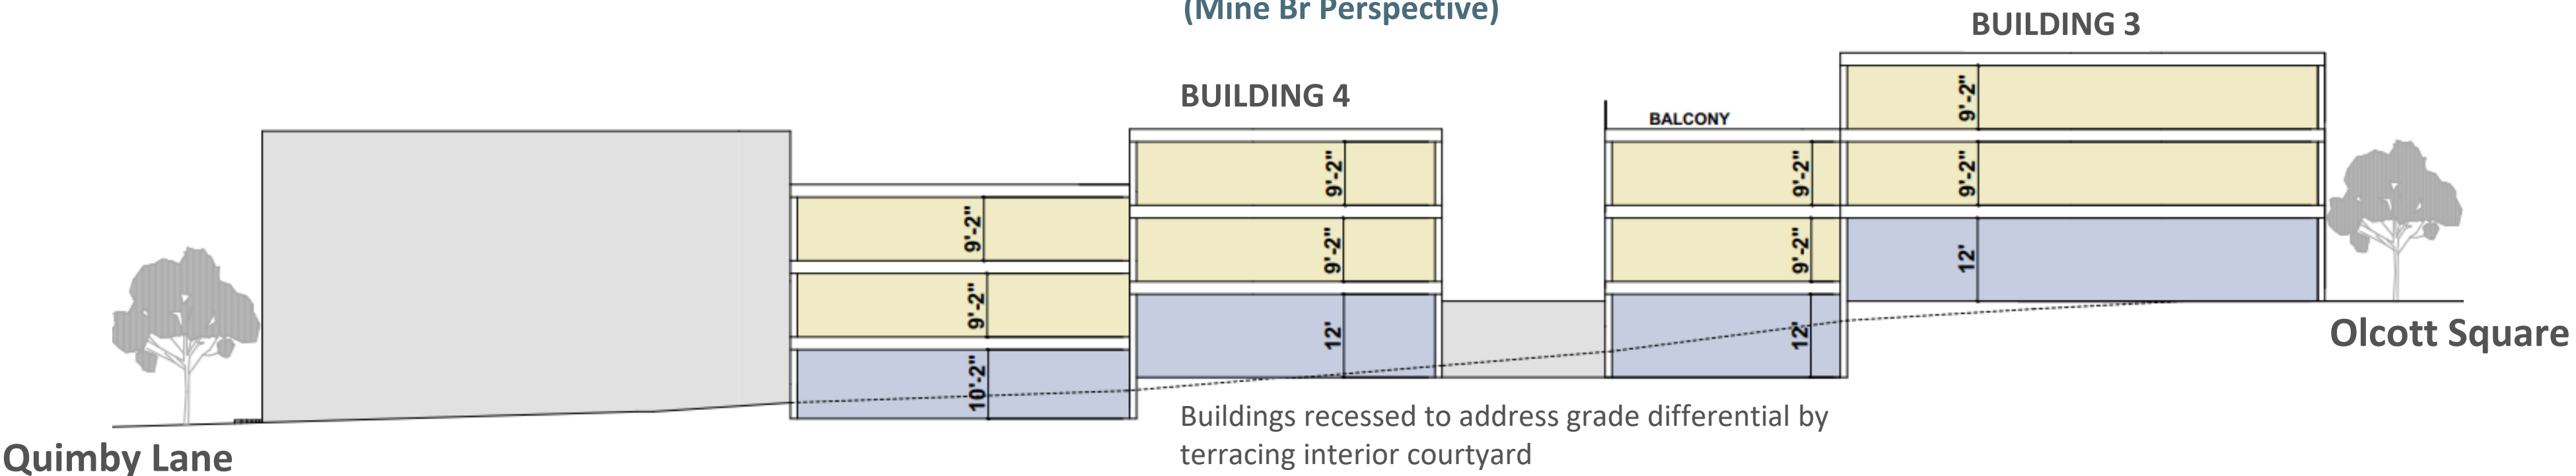 (Mine Br Perspective)
BUILDING 3
BUILDING 4
BALCONY
9'-2"
9'-2"
9'-2"
9'-2"
9'-2"
9'-2"
9'-2"
9'-2"
12'
9'-2"
12'
12'
10'-2"
Olcott Square
Buildings recessed to address grade differential by
terracing interior courtyard
Quimby Lane